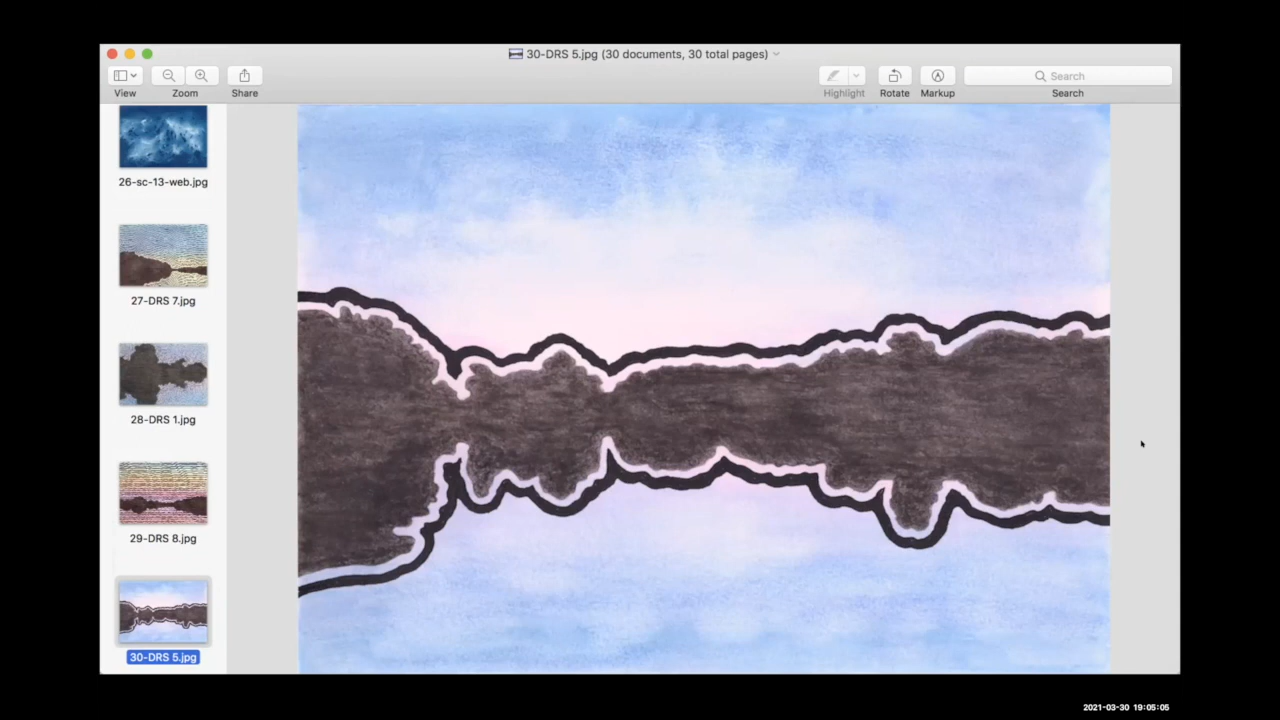 30-DRS 5.jpg (30 documents, 30 total pages)
View
Zoom
Share
Highlight
Rotate
Markup
Search
Search
26-sc-13-web.jpg
27-DRS 7.jpg
28-DRS 1.jpg
29-DRS 8.jpg
30-DRS 5.jpg
2021-03-30 19:05:05